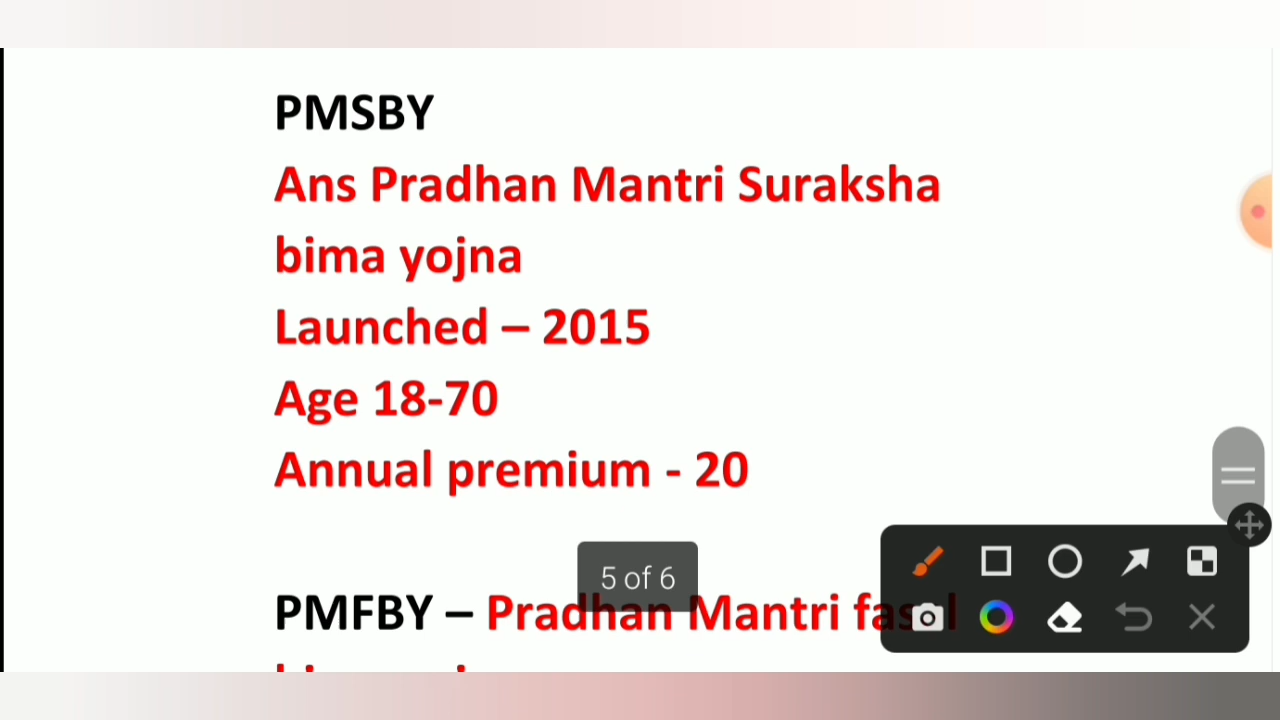 PMSBY
Ans Pradhan Mantri Suraksha
bima yojna
Launched – 2015
Age 18-70
Annual premium - 20
5 of 6
PMFBY – Pradhan Mantri